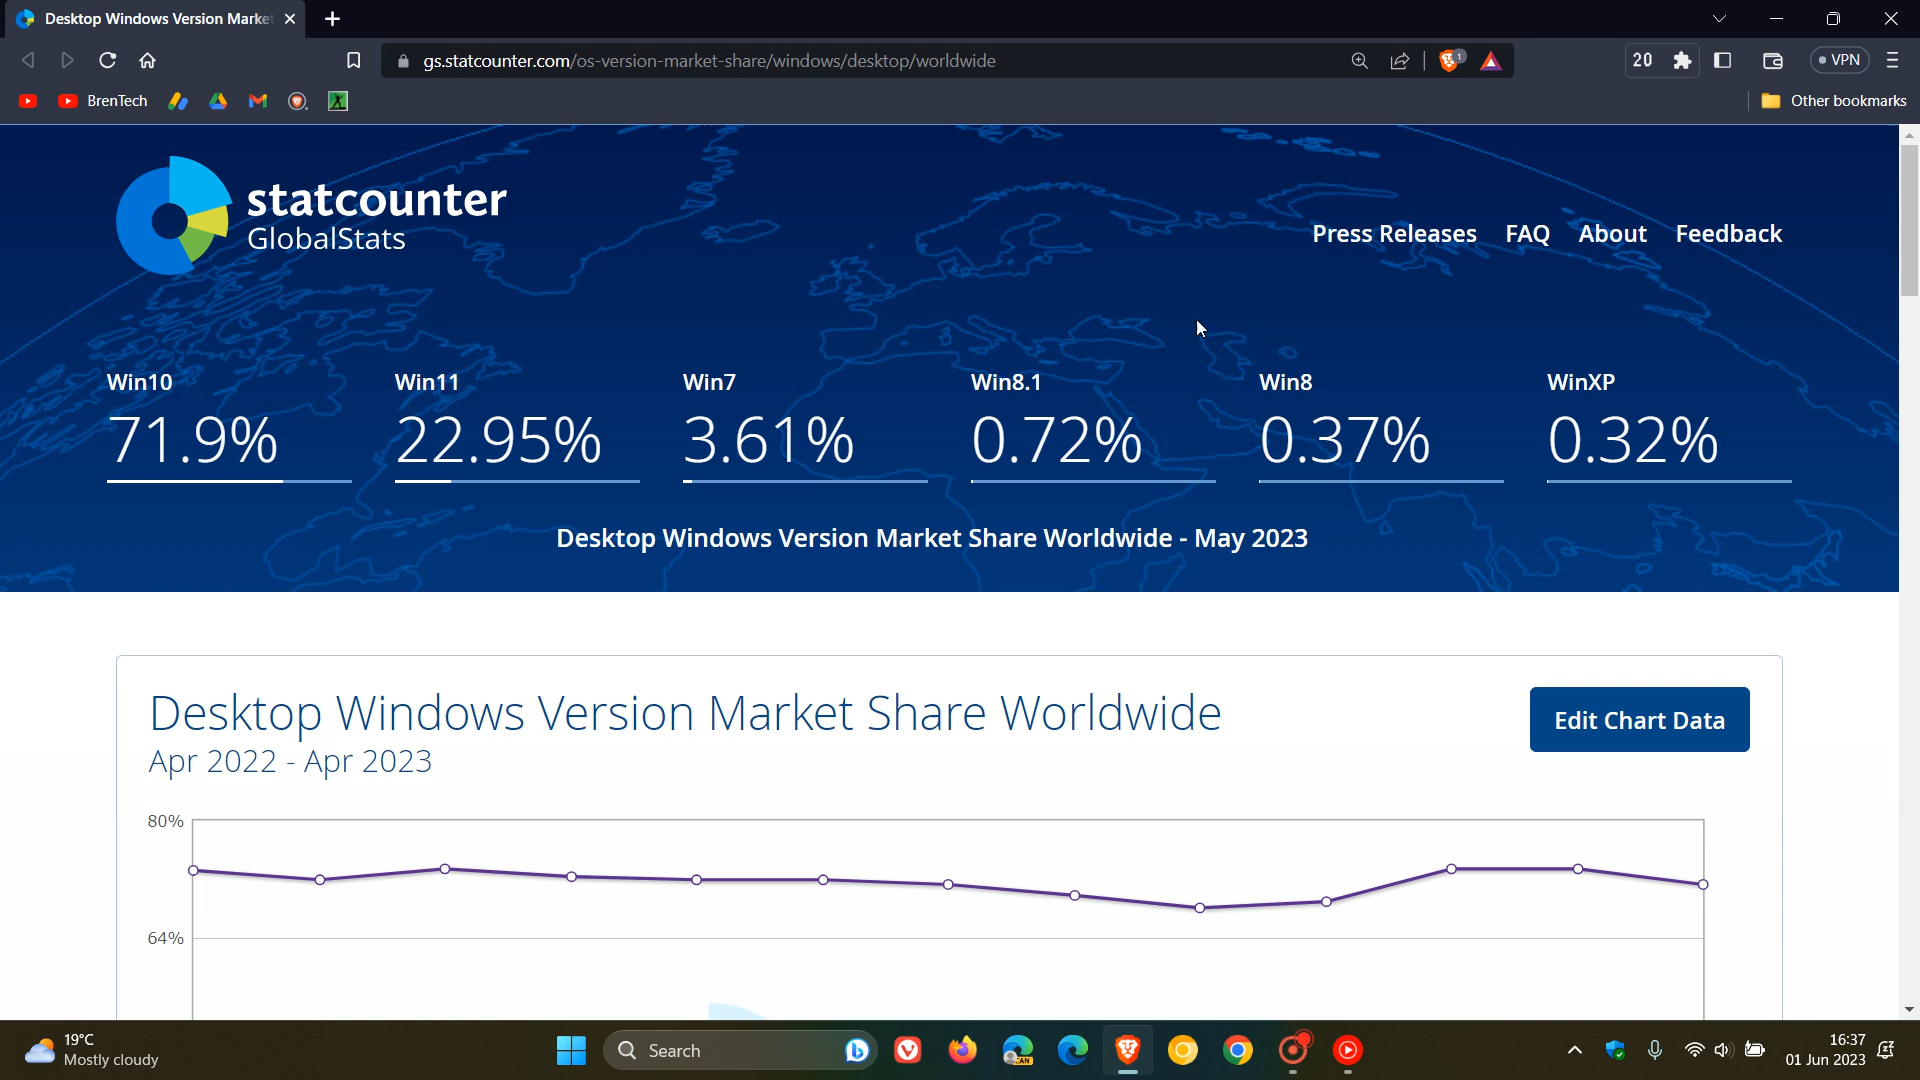 Desktop Windows Version Marke
gs.statcounter.com/os-version-market-share/windows/desktop/worldwide
1
20
VPN
BrenTech
Other bookmarks
statcounter
GlobalStats
Press Releases FAQ About Feedback
Win10 Win11 Win7 Win8.1 Win8 WinXP
71.9% 22.95% 3.61% 0.72% 0.37% 0.32%
Desktop Windows Version Market Share Worldwide - May 2023
Desktop Windows Version Market Share Worldwide
Edit Chart Data
Apr 2022 - Apr 2023
80%
64%
19°C
Mostly cloudy
Search
CAN
16:37
01 Jun 2023